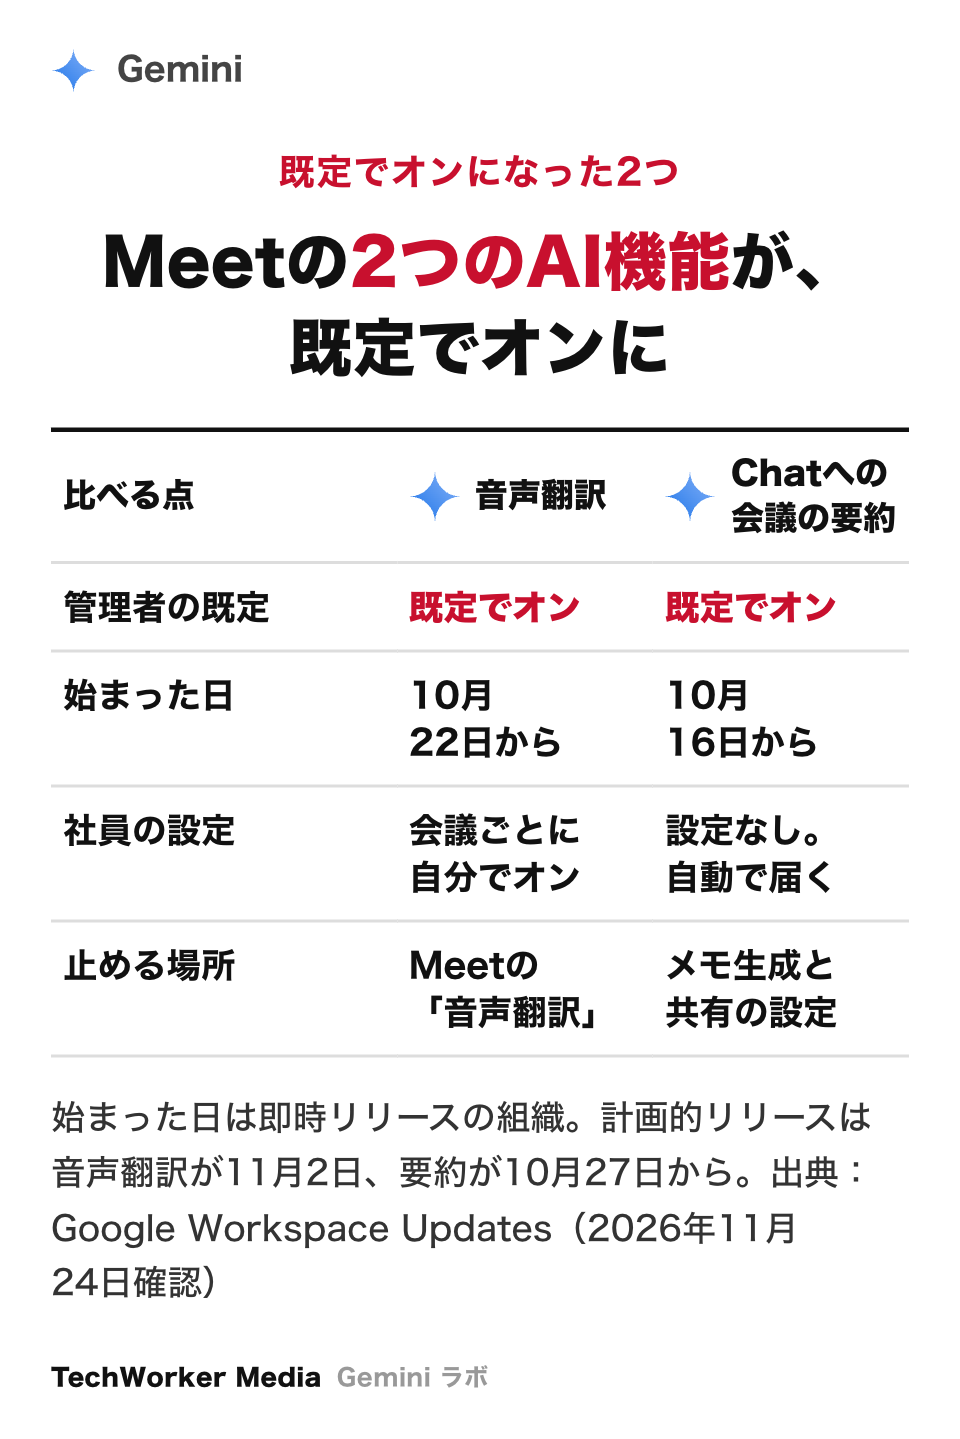 Gemini
既定でオンになった2つ
Meetの2つのAI機能が、
既定でオンに
比べる点
音声翻訳
Chatへの
会議の要約
管理者の既定
既定でオン
既定でオン
始まった日
10月
22日から
10月
16日から
社員の設定
会議ごとに
自分でオン
設定なし。
自動で届く
止める場所
Meetの
「音声翻訳」
メモ生成と
共有の設定
始まった日は即時リリースの組織。計画的リリースは
音声翻訳が11月2日、要約が10月27日から。出典：
Google Workspace Updates（2026年11月
24日確認）
TechWorker Media Gemini ラボ